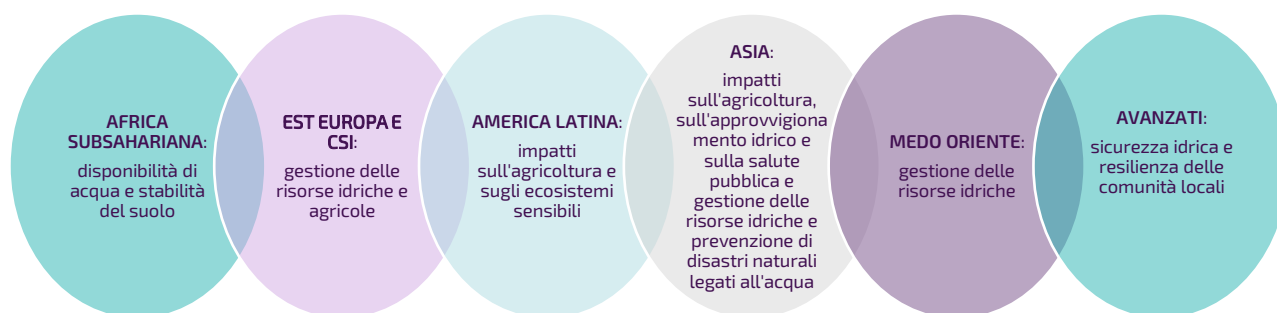 AFRICA
SUBSAHARIANA:
disponibilità di
acqua e stabilità
del suolo
EST EUROPA E
CSI:
gestione delle
risorse idriche e
agricole
AMERICA LATINA:
impatti
sull'agricoltura e
sugli ecosistemi
sensibili
ASIA:
impatti
sull'agricoltura,
sull'approvvigiona
mento idrico e
sulla salute
pubblica e
gestione delle
risorse idriche e
prevenzione di
disastri naturali
legati all'acqua
MEDO ORIENTE:
gestione delle
risorse idriche
AVANZATI:
sicurezza idrica e
resilienza delle
comunità locali